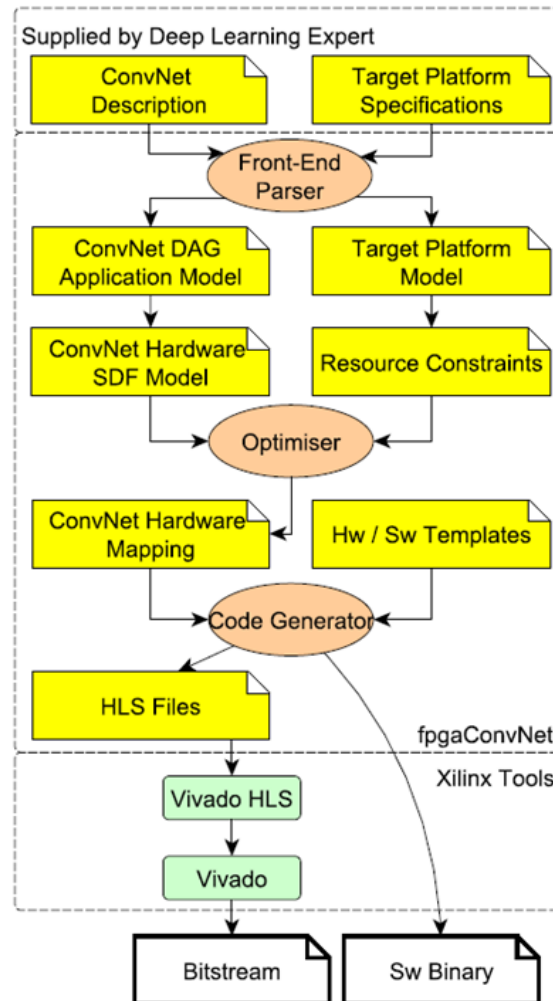 Supplied by Deep Learning Expert
ConvNet
Description
Target Platform
Specifications
Front-End
Parser
ConvNet DAG
Application Model
Target Platform
Model
ConvNet Hardware
SDF Model
Resource Constraints
Optimiser
ConvNet Hardware
Mapping
Hw / Sw Templates
Code Generator
HLS Files
fpgaConvNet
Xilinx Tools
Vivado HLS
Vivado
Bitstream
Sw Binary